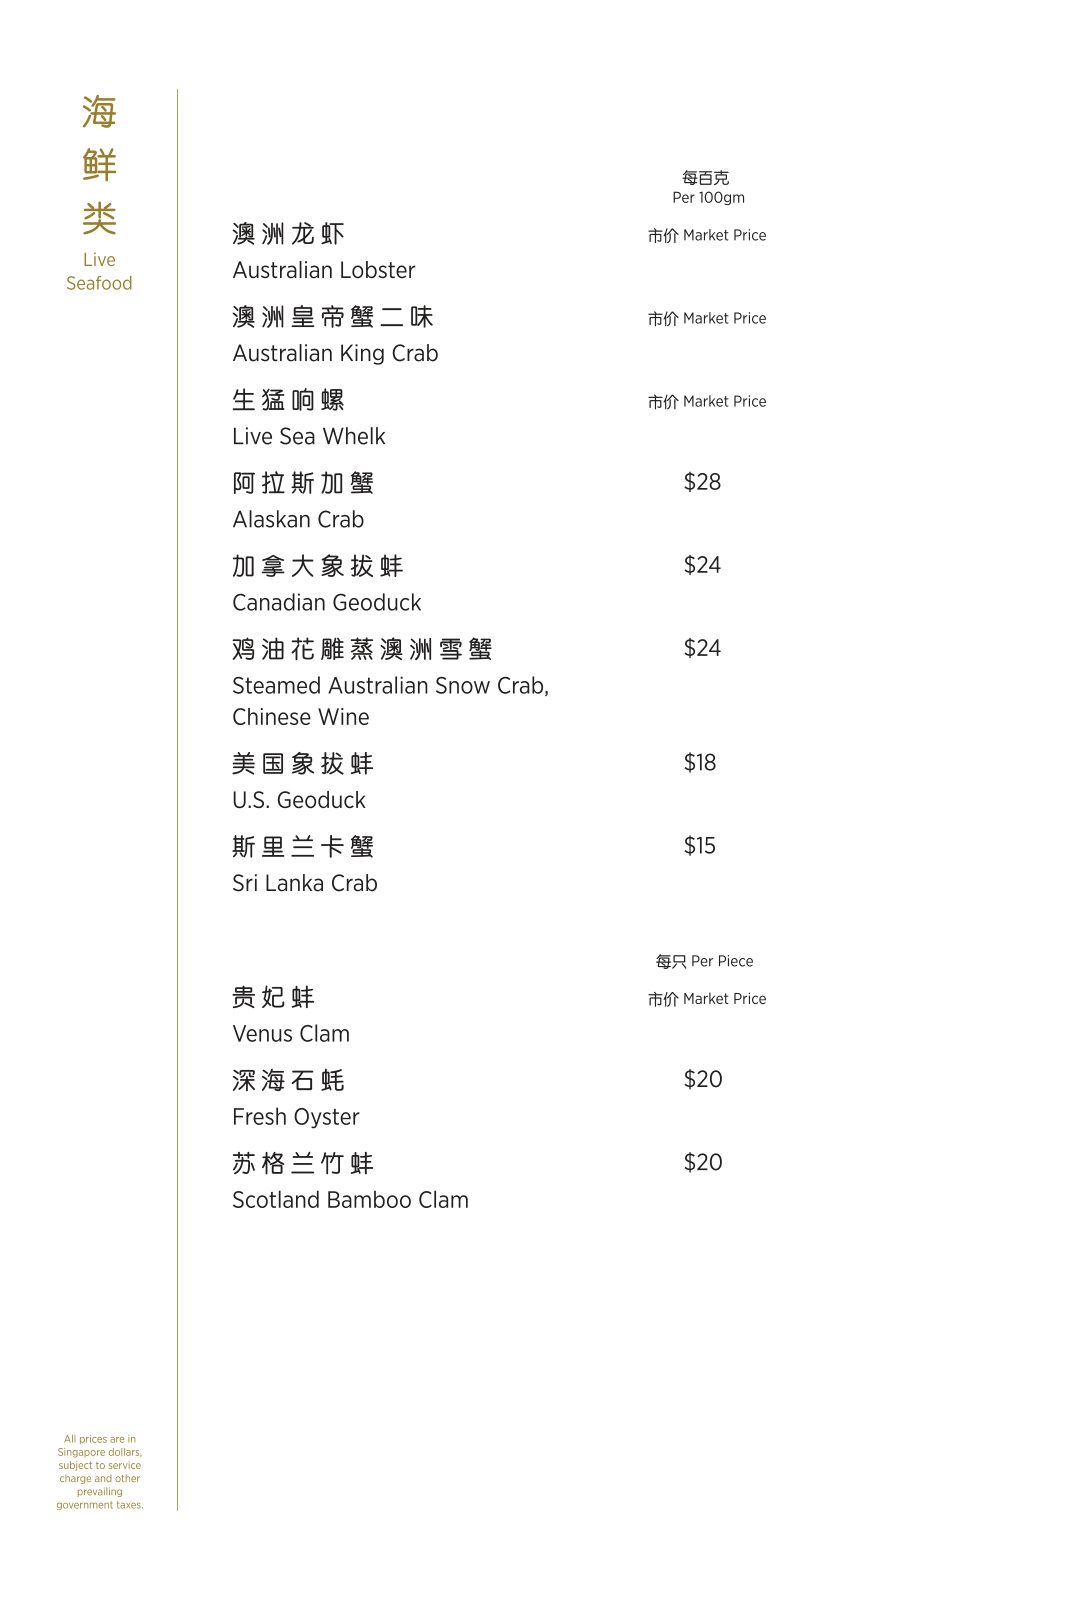 海
鲜
类
Live
Seafood
每百克
Per 100gm
澳洲龙虾 市价 Market Price
Australian Lobster
澳洲皇帝蟹二味 市价 Market Price
Australian King Crab
生猛响螺 市价 Market Price
Live Sea Whelk
阿拉斯加蟹 $28
Alaskan Crab
加拿大象拔蚌 $24
Canadian Geoduck
鸡油花雕蒸澳洲雪蟹 $24
Steamed Australian Snow Crab,
Chinese Wine
美国象拔蚌 $18
U.S. Geoduck
斯里兰卡蟹 $15
Sri Lanka Crab
每只 Per Piece
贵妃蚌 市价 Market Price
Venus Clam
深海石蚝 $20
Fresh Oyster
苏格兰竹蚌 $20
Scotland Bamboo Clam
All prices are in
Singapore dollars,
subject to service
charge and other
prevailing
government taxes.